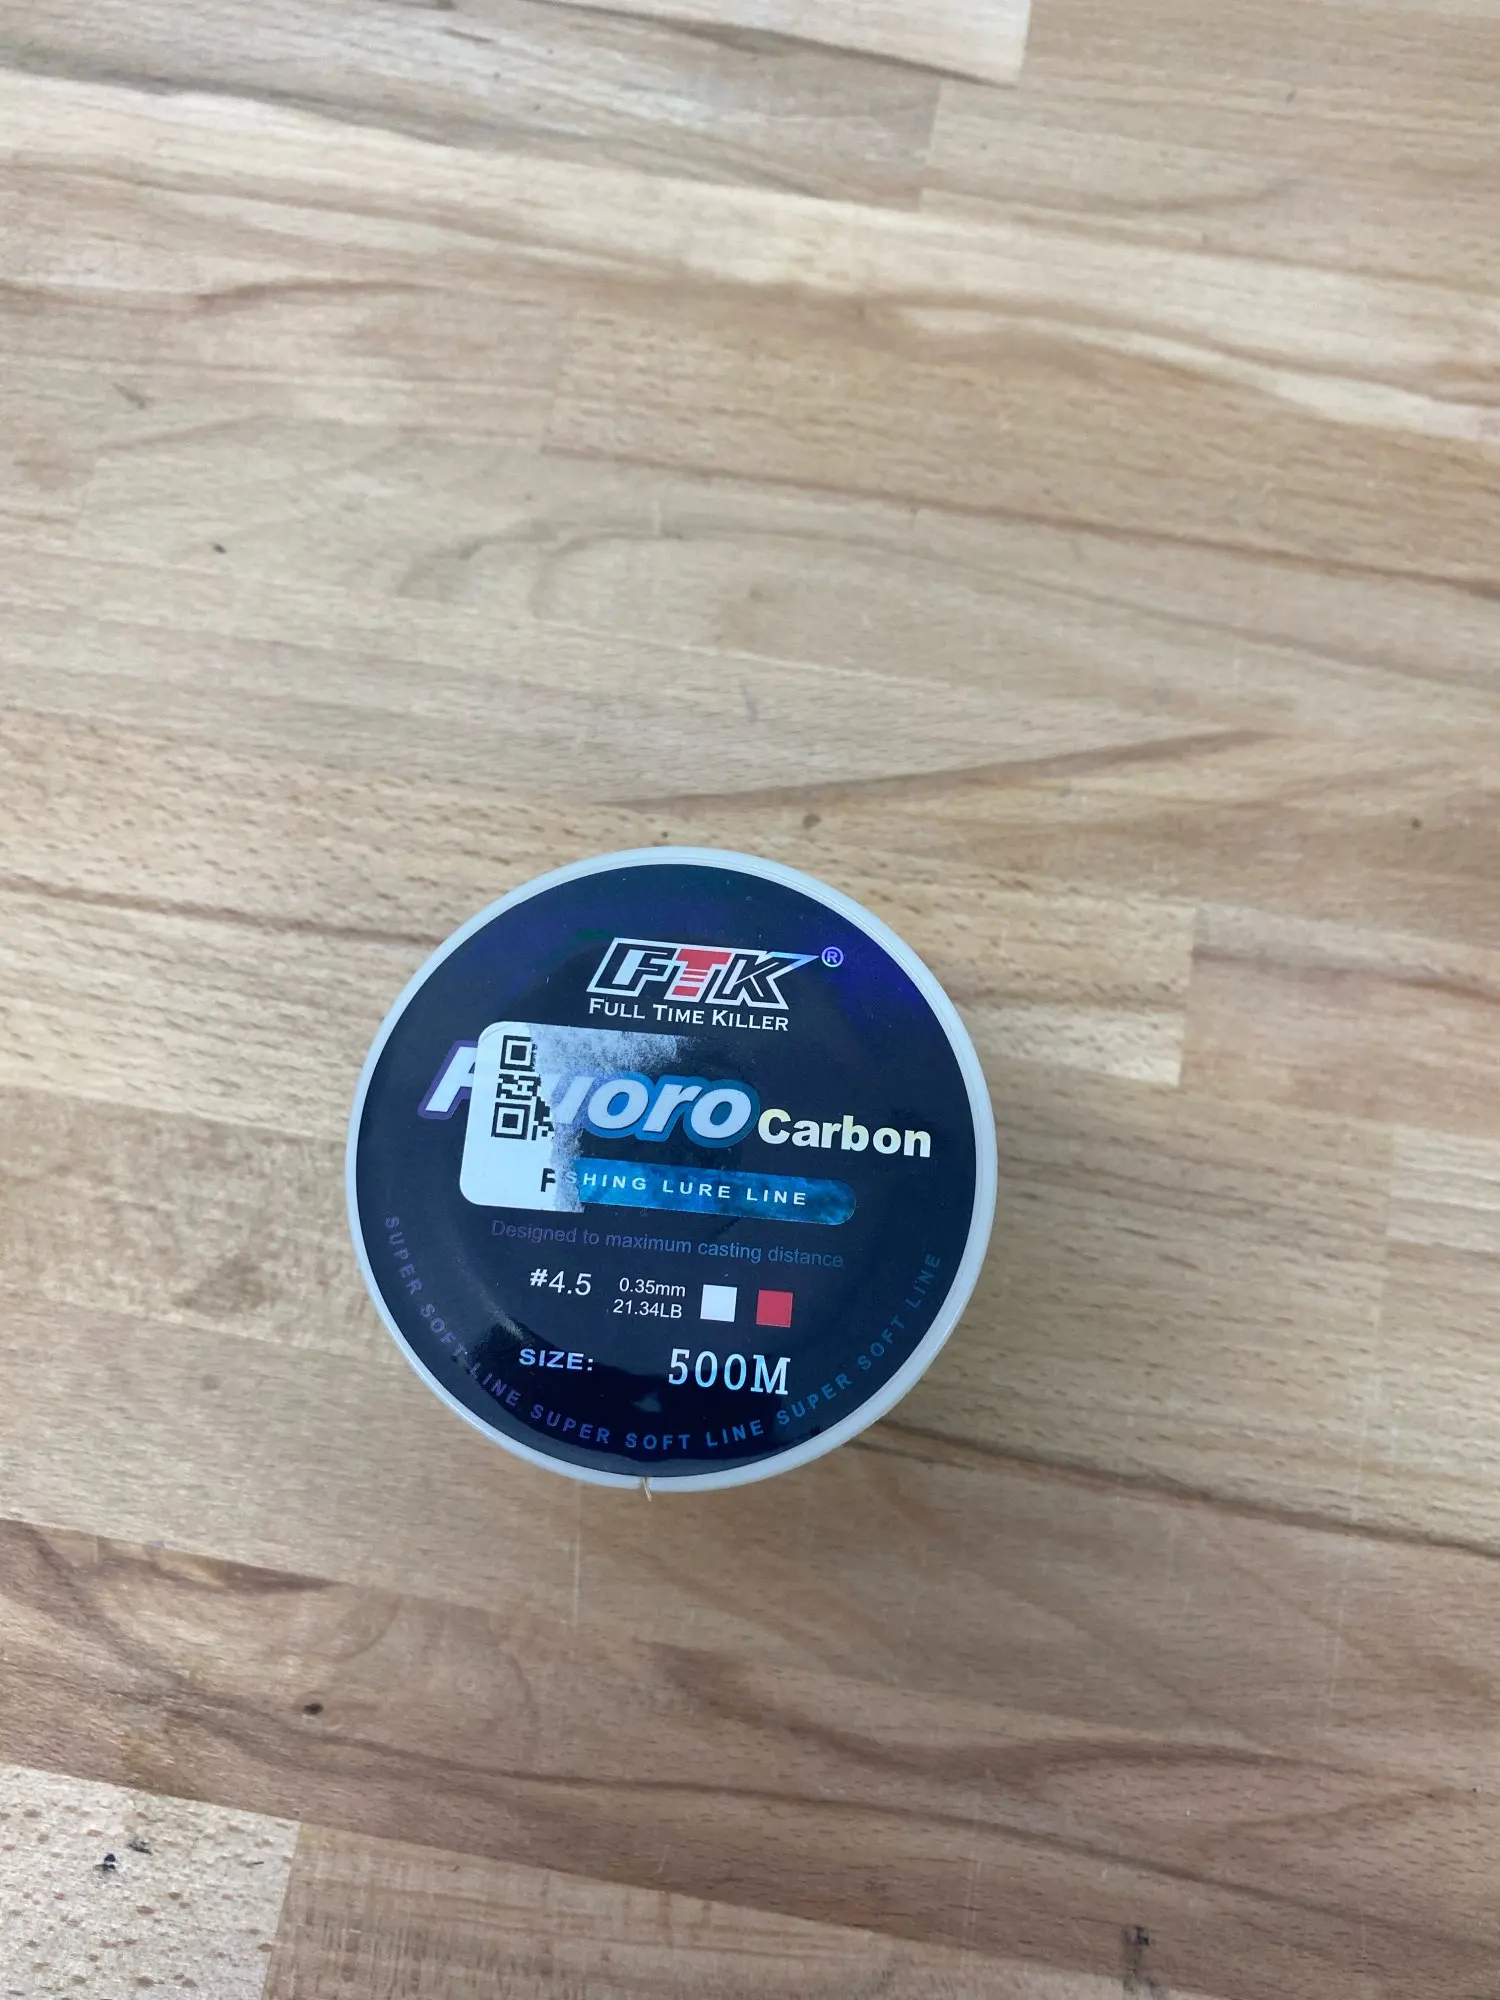 FTK®
FULL TIME KILLER
Fluoro Carbon
FISHING LURE LINE
Designed to maximum casting distance
#4.5
0.35mm
21.34LB
SIZE: 500M
SUPER SOFT LINE SUPER SOFT LINE SUPER SOFT LINE